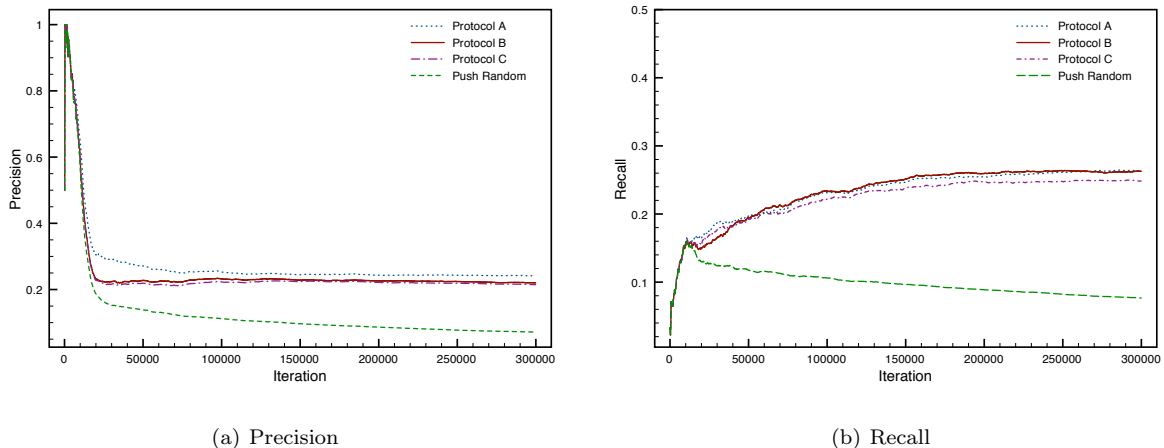 Protocol A
Protocol B
Protocol C
Push Random
1
0.8
0.6
0.4
0.2
Precision
0 50000 100000 150000 200000 250000 300000
Iteration
(a) Precision
Protocol A
Protocol B
Protocol C
Push Random
0.5
0.4
0.3
0.2
0.1
Recall
0 50000 100000 150000 200000 250000 300000
Iteration
(b) Recall